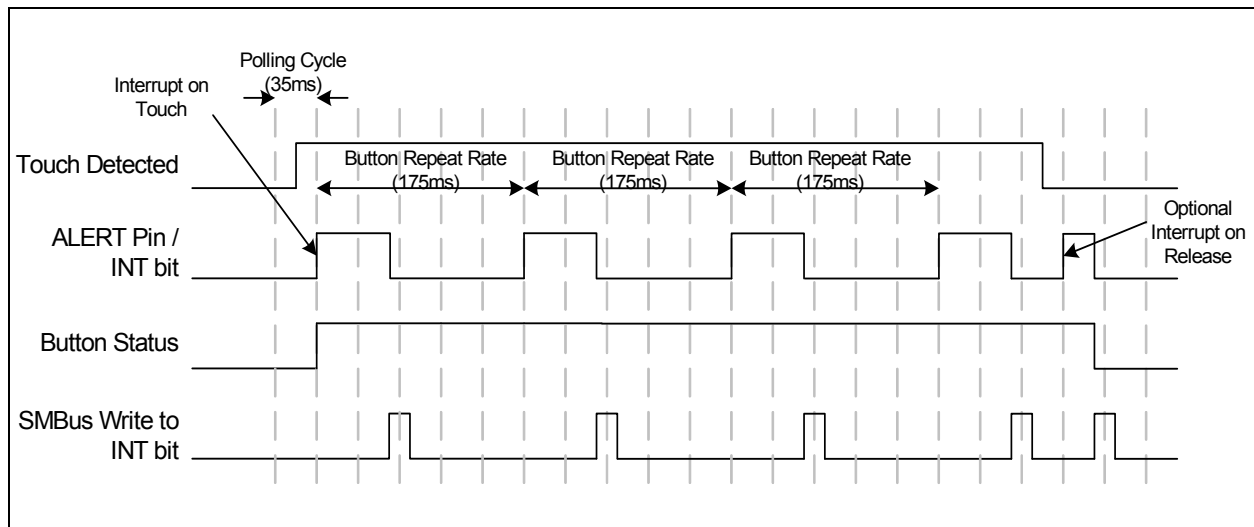 Polling Cycle
(35ms)
Interrupt on
Touch
Touch Detected
Button Repeat Rate
(175ms)
Button Repeat Rate
(175ms)
Button Repeat Rate
(175ms)
ALERT Pin /
INT bit
Optional
Interrupt on
Release
Button Status
SMBus Write to
INT bit